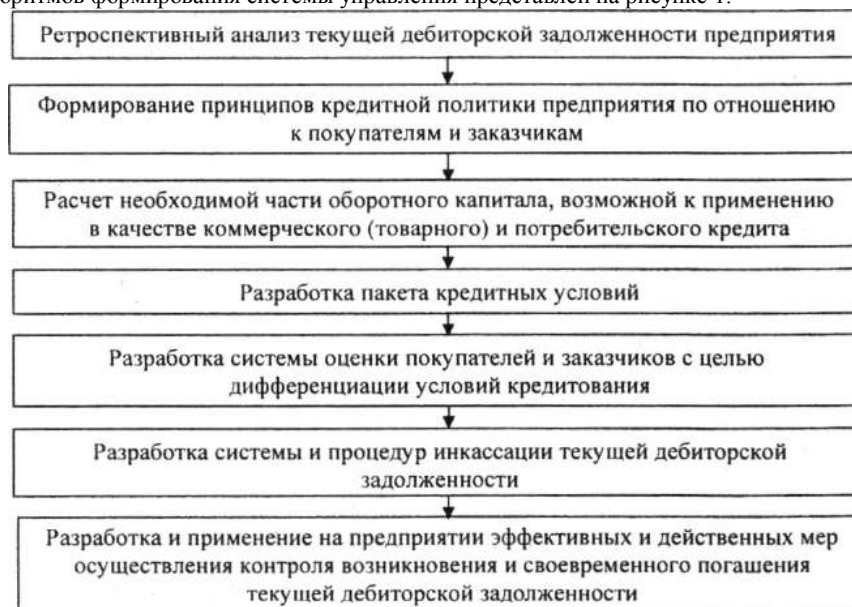 Ретроспективный анализ текущей дебиторской задолженности предприятия
Формирование принципов кредитной политики предприятия по отношению
к покупателям и заказчикам
Расчет необходимой части оборотного капитала, возможной к применению
в качестве коммерческого (товарного) и потребительского кредита
Разработка пакета кредитных условий
Разработка системы оценки покупателей и заказчиков с целью
дифференциации условий кредитования
Разработка системы и процедур инкассации текущей дебиторской
задолженности
Разработка и применение на предприятии эффективных и действенных мер
осуществления контроля возникновения и своевременного погашения
текущей дебиторской задолженности